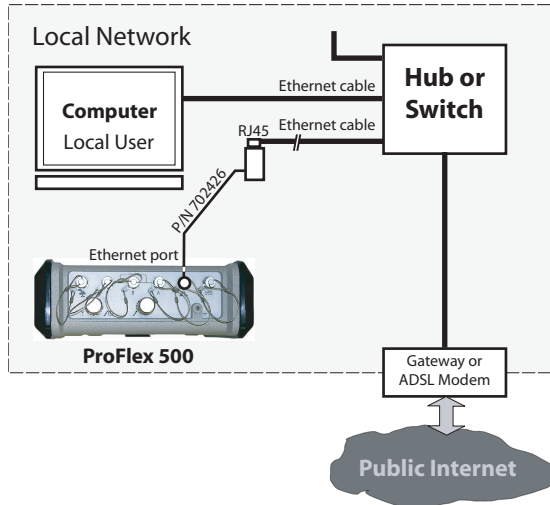 Local Network
Computer
Local User
Ethernet cable
Hub or
Switch
RJ45
Ethernet cable
P/N 702426
Ethernet port
ProFlex 500
Gateway or
ADSL Modem
Public Internet